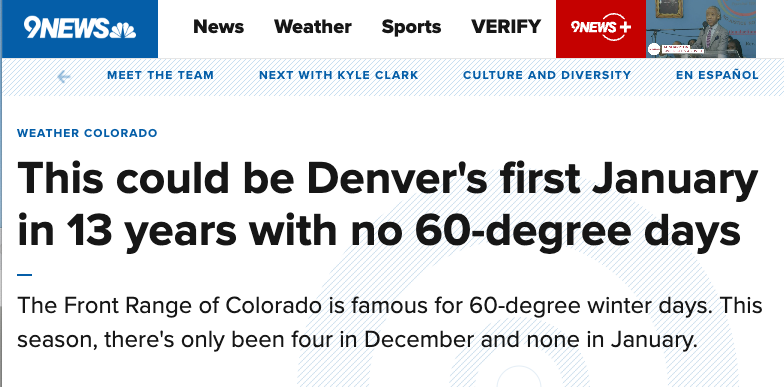 9NEWS
News Weather Sports VERIFY 9NEWS+
MEET THE TEAM NEXT WITH KYLE CLARK CULTURE AND DIVERSITY EN ESPAÑOL
WEATHER COLORADO
This could be Denver's first January
in 13 years with no 60-degree days
The Front Range of Colorado is famous for 60-degree winter days. This
season, there's only been four in December and none in January.